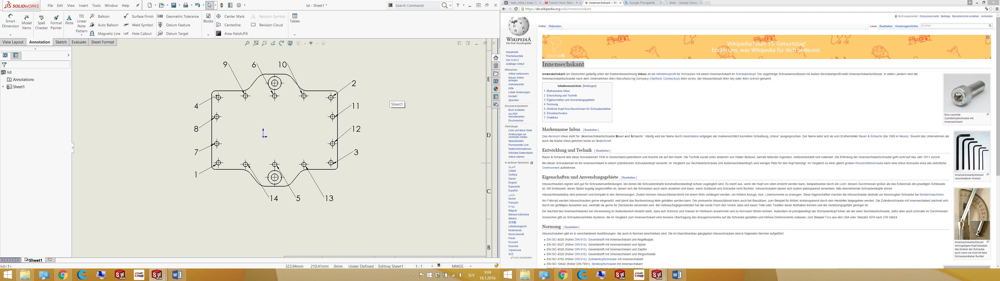 SOLIDWORKS File Edit View Insert Tools Window Help lid - Sheet1 * Search Commands
Smart Dimension
Model Items
Spell Checker
Format Painter
Note
Linear Note Pattern
Balloon
Auto Balloon
Magnetic Line
Surface Finish
Weld Symbol
Hole Callout
Geometric Tolerance
Datum Feature
Datum Target
Blocks
Center Mark
Centerline
Area Hatch/Fill
Revision Symbol
Revision Cloud
Tables
View Layout Annotation Sketch Evaluate Sheet Format
lid
Annotations
Sheet1
9 6 10
2
4 11
8 12
7 3
1
14 5 13
Sheet1
E
D
C
B
Sheet1
lid<1> 323.94mm 210.41mm 0mm Under Defined Editing Sheet1 1 : 1 MMGS
SLV 9:04
18.1.2016
* task_miha | irnas Sl
French Horn Rebel
Innensechskant – Wi
Google Prevajalnik
lever - Iskanje Google
https://de.wikipedia.org/wiki/Innensechskant
WIKIPEDIA
Die freie Enzyklopädie
Nicht angemeldet Diskussionsseite Beiträge Benutzerkonto erstellen Anmelden
Artikel Diskussion Lesen Bearbeiten Versionsgeschichte Suchen
Hauptseite
Themenportale
Von A bis Z
Zufälliger Artikel
Mitmachen
Artikel verbessern
Neuen Artikel
anlegen
Autorenportal
Hilfe
Letzte Änderungen
Kontakt
Spenden
Drucken/exportieren
Buch erstellen
Als PDF
herunterladen
Druckversion
Werkzeuge
Links auf diese Seite
Änderungen an
verlinkten Seiten
Spezialseiten
Permanenter Link
Seiteninformationen
Wikidata-Datenobjekt
Artikel zitieren
In anderen Sprachen
العربية
Català
Čeština
Dansk
English
Esperanto
Español
فارسی
Suomi
Français
עברית
Magyar
Bahasa Indonesia
Italiano
日本語
Lëtzebuergesch
Nederlands
Norsk bokmål
Polski
Русский
Svenska
Українська
中文
Links bearbeiten
WIKIPEDIA15
Wikipedia feiert 15. Geburtstag!
Erzähl uns, was Wikipedia für dich bedeutet.
Innensechskant
Innensechskant (im Deutschen geläufig unter der Markenbezeichnung Inbus) ist ein Mitnahmeprofil für Schrauben mit einem Innensechskant im Schraubenkopf. Der zugehörige Schraubenschlüssel mit Außen-Sechskantprofil heißt Innensechskantschlüssel. In vielen Ländern wird die
Innensechskantschraube nach dem Unternehmen Allen Manufacturing Company (Hartford, Connecticut) Allen screw, der Inbusschlüssel Allen key oder Allen wrench genannt.
Inhaltsverzeichnis [Verbergen]
1 Markenname Inbus
2 Entwicklung und Technik
3 Eigenschaften und Anwendungsgebiete
4 Normung
5 Ähnliche Kopf-Anschlussformen für Schraubendreher
6 Einzelnachweise
7 Weblinks
Eine verzinkte
Zylinderkopfschraube mit
Innensechskant
Markenname Inbus [ Bearbeiten ]
Das Akronym Inbus steht für „Innensechskantschraube Bauer und Schaurte“. Häufig wird der Name durch Assimilation entgegen der markenrechtlich korrekten Schreibung „Imbus“ ausgesprochen. Der Name leitet sich ab vom Ersthersteller Bauer & Schaurte (bis 1980 in Neuss). Sowohl das Unternehmen als
auch die Marke Inbus gehören heute zu Nedschroef.
Entwicklung und Technik [ Bearbeiten ]
Bauer & Schaurte ließ diese Schraubenart 1936 in Deutschland patentieren und brachte sie auf den Markt. Die Technik wurde unter anderem von Walter Beduwé, damals leitender Ingenieur, weiterentwickelt und vollendet. Die Erfindung der Innensechskantschraube geht wohl auf das Jahr 1911 zurück.
Bei dieser Schraubenart ist ein Innensechskant in einem zylindrischen Schraubenkopf versenkt. Im Vergleich zur Sechskantschraube (mit Außensechskantkopf) wird weniger Platz für den Kopf benötigt. Im Vergleich zu einer gleich großen Kreuzschlitzschraube kann eine Inbus-Schraube etwa das zehnfache
Drehmoment aufnehmen.
Innensechskantschlüssel
verschiedener Größen
Eigenschaften und Anwendungsgebiete [ Bearbeiten ]
Inbusschrauben eignen sich gut für Schraubenverbindungen, bei denen die Schraubenköpfe konstruktionsbedingt schwer zugänglich sind. Es reicht aus, wenn der Kopf von oben erreicht werden kann, beispielsweise durch ein Loch, dessen Durchmesser größer als das Eckenmaß des jeweiligen Schlüssels
ist. Mit Schlüsseln, deren Spitze kugelig angeschliffen ist, lassen sich die Schrauben auch dann anziehen und lösen, wenn Schlüssel und Schraube nicht fluchten. Inbusschrauben lassen sich zudem platzsparend versenken, falls überstehende Schraubenköpfe stören.
Inbusschlüsselsätze sind preiswert und kompakt in den Abmessungen. Zudem können Inbusschlüssel leicht mit einem Rohr verlängert werden, um höhere Anzugs- bzw. Lösemomente zu erzeugen. Diese Eigenschaften machen die Inbusschraube deshalb zur bevorzugten Schraube bei Sondermaschinen.
Am Fahrrad werden Inbusschrauben gerne eingesetzt, weil damit das Bordwerkzeug klein gehalten werden kann. Der preiswerte Inbusschlüssel kann auch bei Bausätzen, zum Beispiel für Möbel, kostensparend durch den Hersteller beigegeben werden. Die Zylinderschraube mit Innensechskant zeichnet sich
durch ein gefälliges Aussehen aus, weshalb sie gerne für Zierzwecke verwendet wird. Bei Gebrauchsgegenständen hat die runde Form den Vorteil, dass sich kaum Teile oder Textilien daran festhaken können und die Verletzungsgefahr geringer ist.
Ein Nachteil des Innensechskantes bei Verwendung im Außenbereich besteht darin, dass sich Schmutz und Wasser im Hohlraum ansammeln und zu Korrosion führen können. Außerdem ist prinzipbedingt der Schraubenkopf höher als der einer Sechskantschraube, dafür aber auch schmaler im Durchmesser.
Inzwischen gibt es Schraubenantriebs-Systeme, die im Vergleich zum Innensechskant eine bessere Übertragung des Anzugsmomentes auf die Schraube gestatten und höhere Drehmomente zulassen, zum Beispiel Torx aus den USA oder Vielzahn XZN nach DIN 34824.
Innensechskantschlüssel
mit kugeligem Kopf erlauben
das Drehen der Schraube,
auch wenn sie nicht mit dem
Schraubendreher fluchtet
Normung [ Bearbeiten ]
Inbusschrauben gibt es in verschiedenen Ausführungen, die auch in Normen beschrieben sind. Die im Maschinenbau gängigsten Inbusschrauben sind in folgenden Normen aufgeführt:
• EN ISO 4026 (früher DIN 913): Gewindestift mit Innensechskant und Kegelkuppe
• EN ISO 4027 (früher DIN 914): Gewindestift mit Innensechskant und Spitze
• EN ISO 4028 (früher DIN 915): Gewindestift mit Innensechskant und Zapfen
• EN ISO 4029 (früher DIN 916): Gewindestift mit Innensechskant und Ringschneide
• EN ISO 4762 (früher DIN 912): Zylinderkopfschraube mit Innensechskant
• EN ISO 10642 (früher DIN 7991): Senkkopfschraube mit Innensechskant